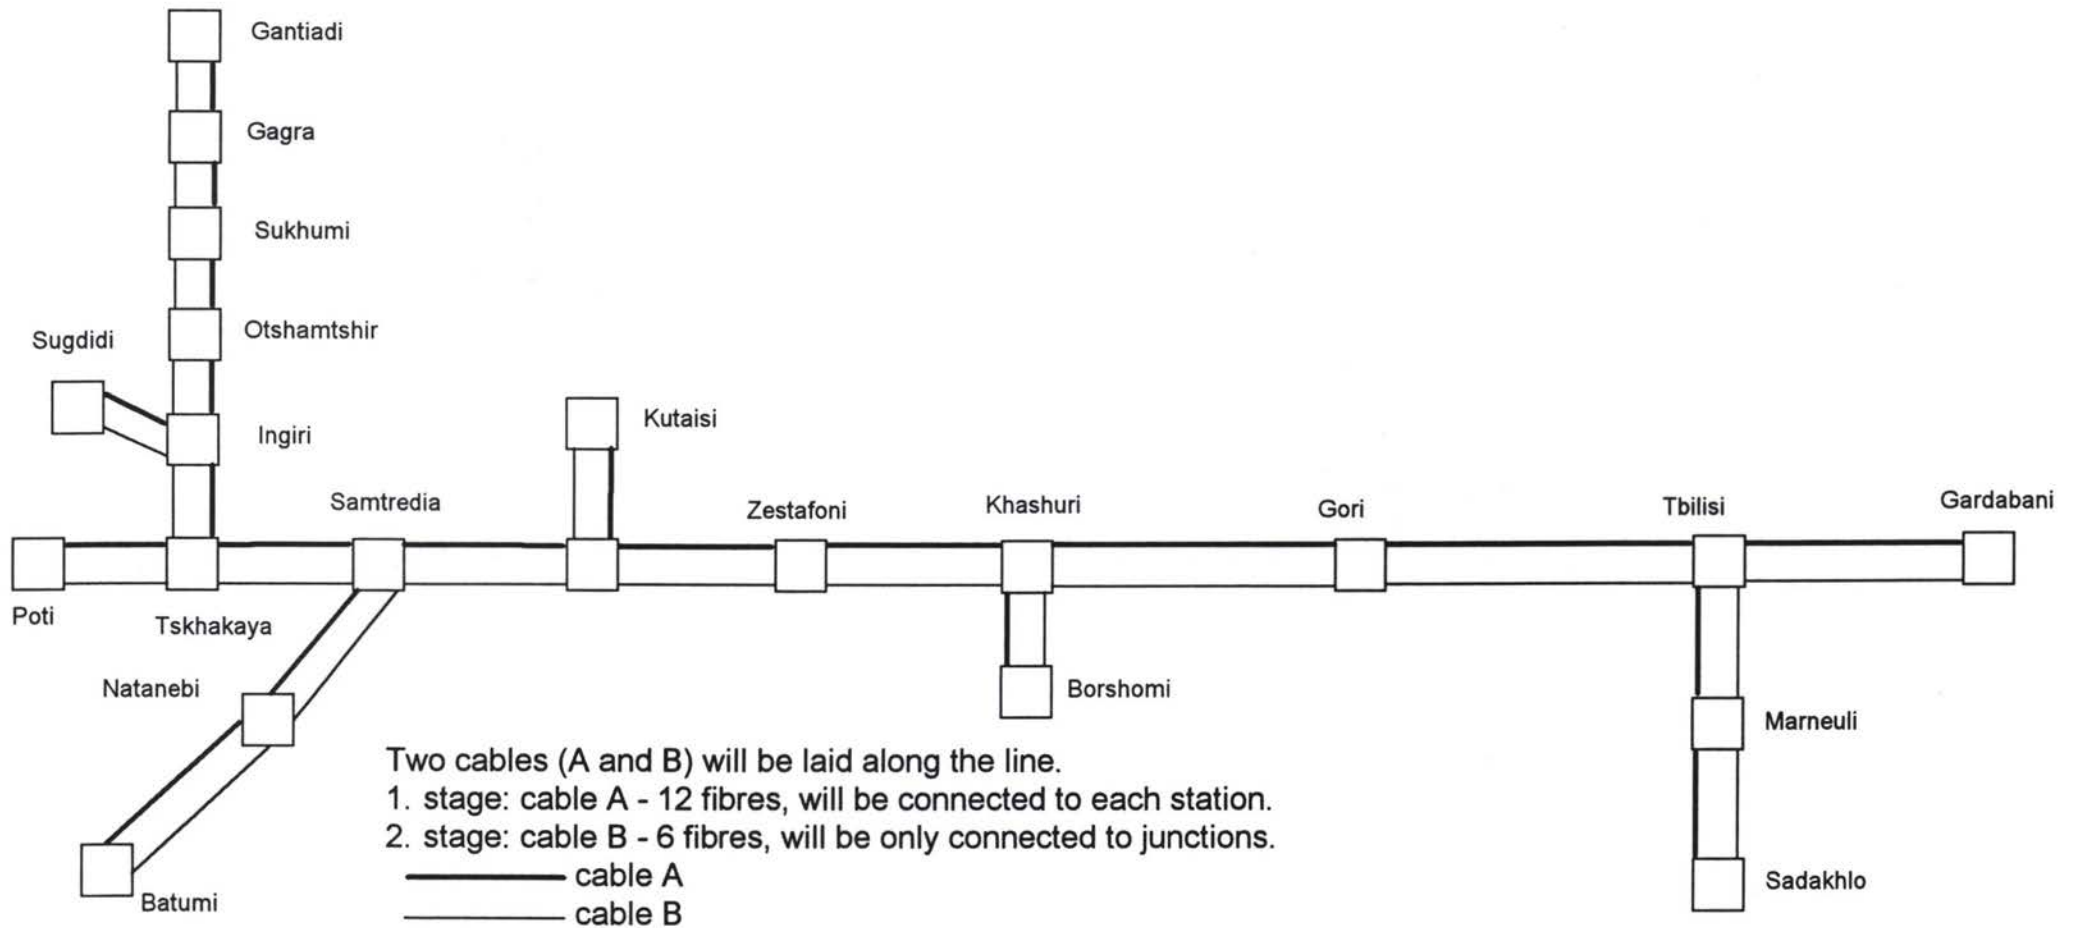 Gantiadi
Gagra
Sukhumi
Otshamtshir
Sugdidi
Ingiri
Kutaisi
Samtredia
Zestafoni
Khashuri
Gori
Tbilisi
Gardabani
Poti
Tskhakaya
Natanebi
Borshomi
Marneuli
Two cables (A and B) will be laid along the line.
1. stage: cable A - 12 fibres, will be connected to each station.
2. stage: cable B - 6 fibres, will be only connected to junctions.
cable A
cable B
Batumi
Sadakhlo